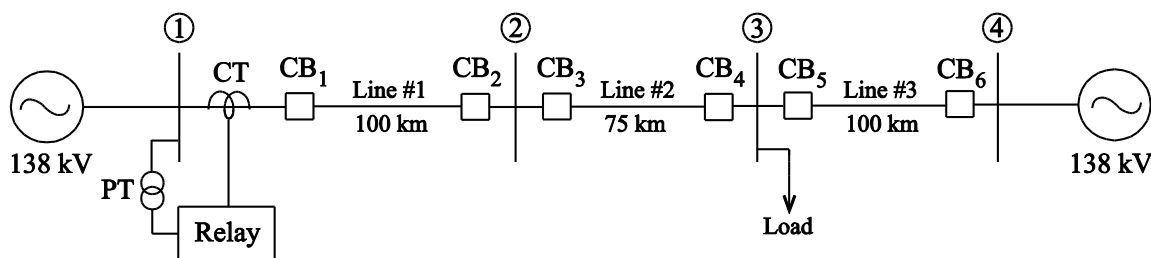 ① ② ③ ④
CT CB₁ CB₂ CB₃ CB₄ CB₅ CB₆
Line #1 Line #2 Line #3
100 km 75 km 100 km
138 kV 138 kV
PT
Relay
Load